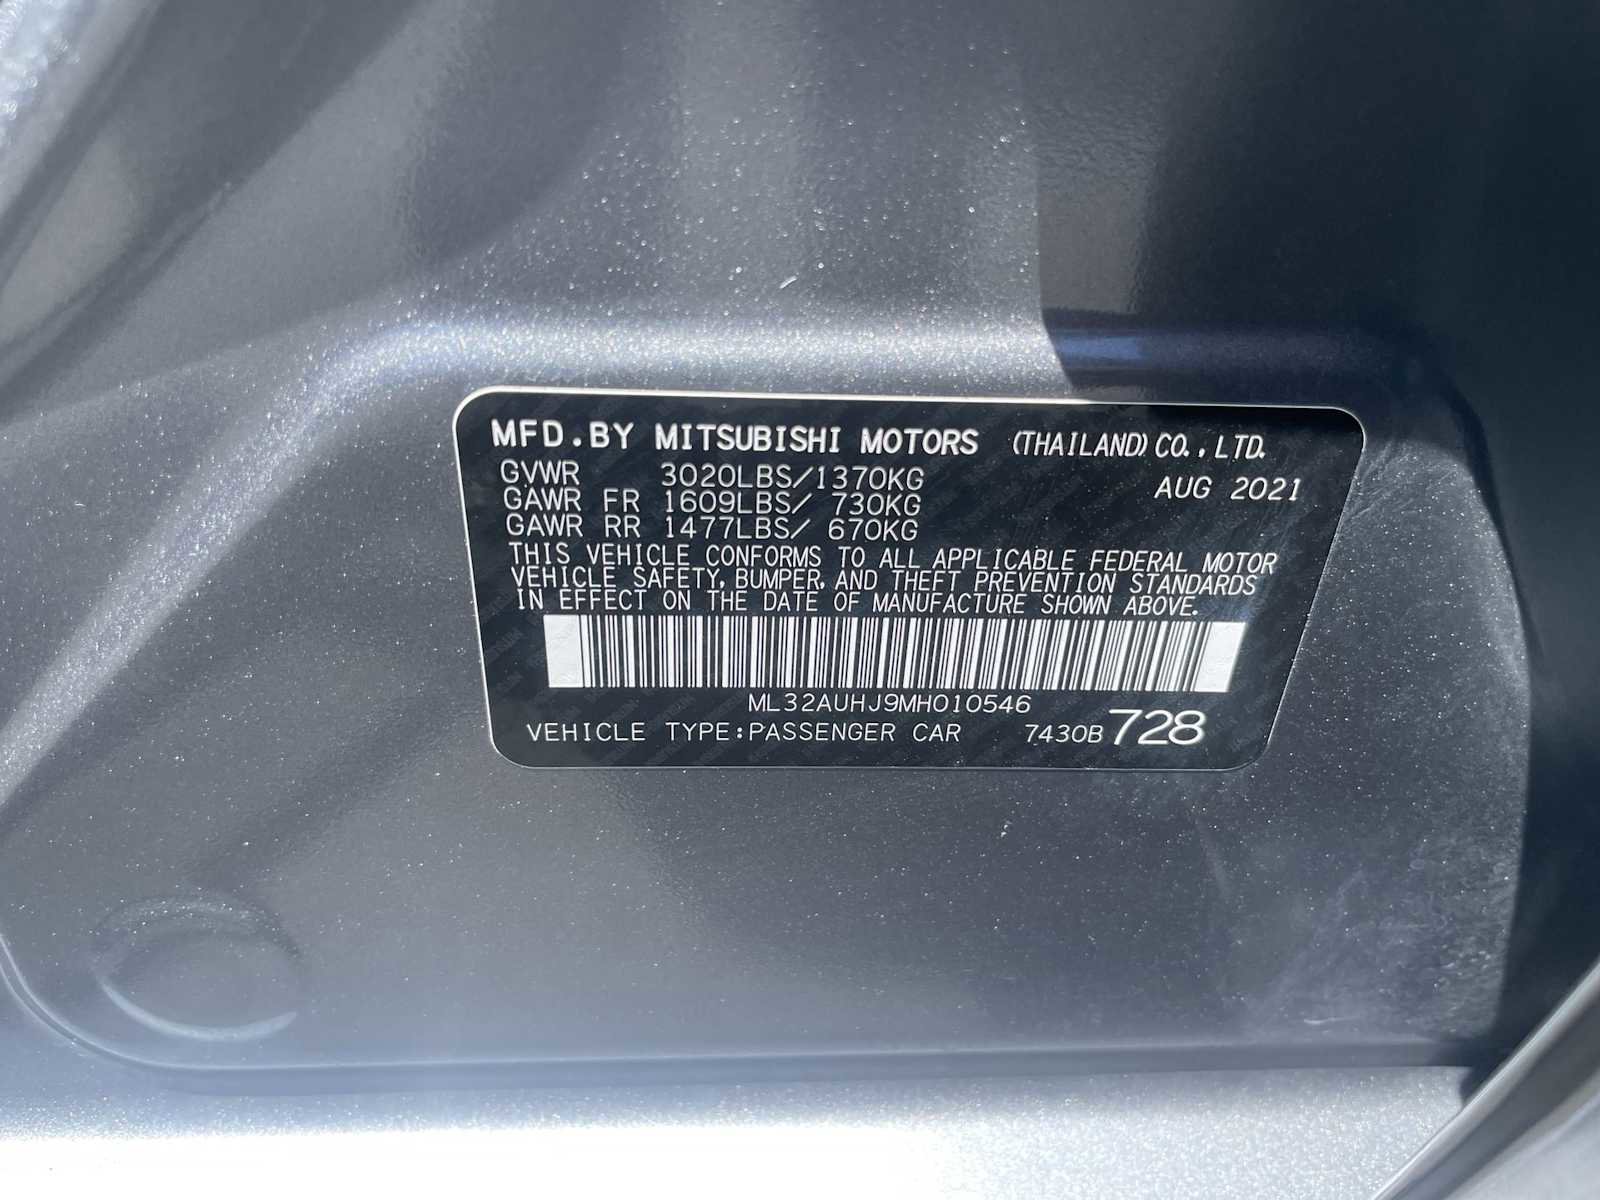 MFD.BY MITSUBISHI MOTORS (THAILAND) CO., LTD.
GVWR 3020LBS/1370KG
AUG 2021
GAWR FR 1609LBS/ 730KG
GAWR RR 1477LBS/ 670KG
THIS VEHICLE CONFORMS TO ALL APPLICABLE FEDERAL MOTOR
VEHICLE SAFETY, BUMPER, AND THEFT PREVENTION STANDARDS
IN EFFECT ON THE DATE OF MANUFACTURE SHOWN ABOVE.
ML32AUHJ9MH010546
VEHICLE TYPE:PASSENGER CAR 7430B 728